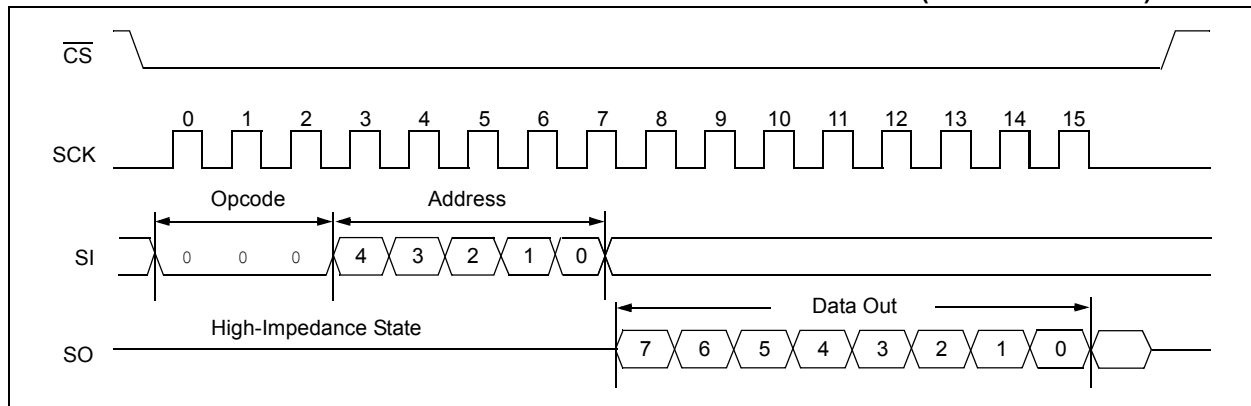 CS
0 1 2 3 4 5 6 7 8 9 10 11 12 13 14 15
SCK
Opcode Address
SI 0 0 0 4 3 2 1 0
Data Out
High-Impedance State
SO 7 6 5 4 3 2 1 0